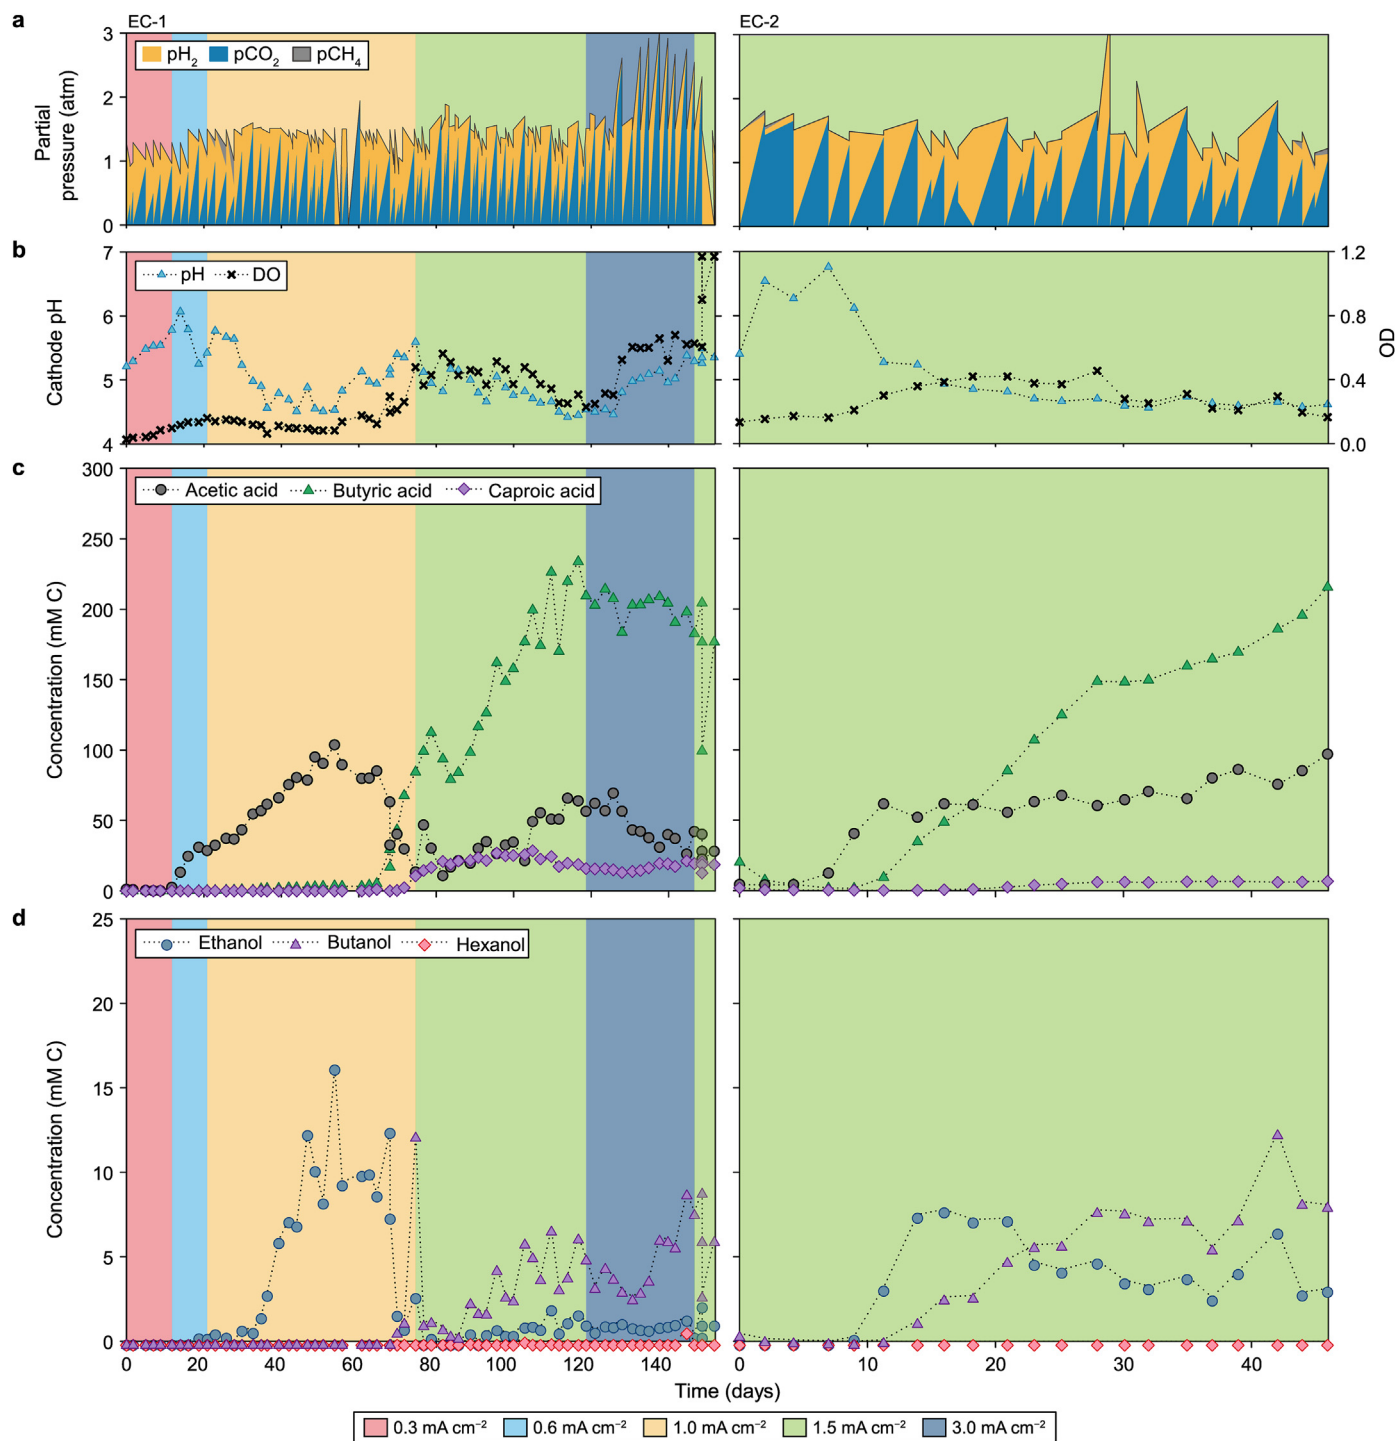 a
EC-1
EC-2
pH2 pCO2 pCH4
Partial
pressure (atm)
3
2
1
0
b
pH DO
Cathode pH
7
6
5
4
1.2
0.8
0.4
0.0
OD
c
Acetic acid Butyric acid Caproic acid
Concentration (mM C)
300
250
200
150
100
50
0
d
Ethanol Butanol Hexanol
Concentration (mM C)
25
20
15
10
5
0
0 20 40 60 80 100 120 140
0 10 20 30 40
Time (days)
0.3 mA cm−2 0.6 mA cm−2 1.0 mA cm−2 1.5 mA cm−2 3.0 mA cm−2